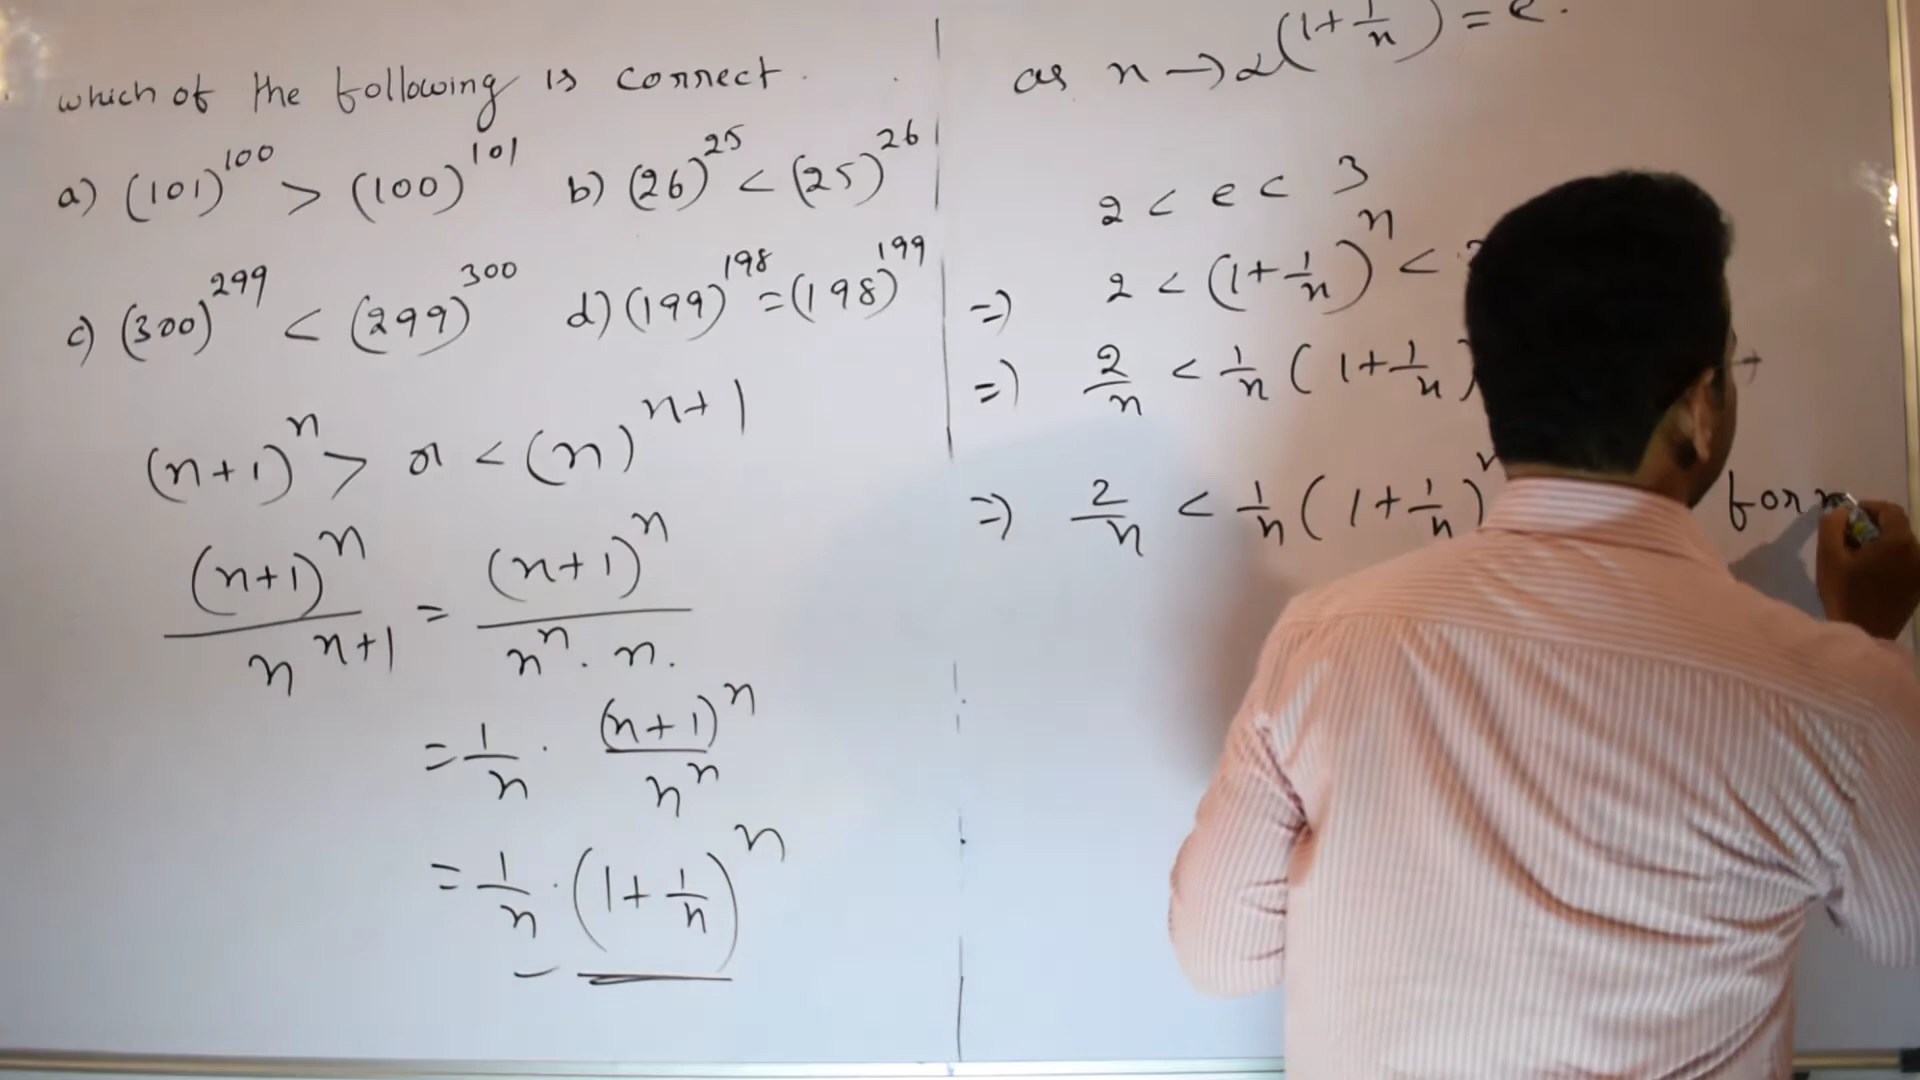 which of the following is correct.
a) (101)^100 > (100)^101 b) (26)^25 < (25)^26
c) (300)^299 < (299)^300 d) (199)^198 = (198)^199
(n+1)^n > or < (n)^n+1
(n+1)^n / n^n+1 = (n+1)^n / n^n . n.
= 1/n . (n+1)^n / n^n
= 1/n . (1 + 1/n)^n
as n → α (1 + 1/n) = e.
2 < e < 3
⇒ 2 < (1 + 1/n)^n <
⇒ 2/n < 1/n (1 + 1/n)
⇒ 2/n < 1/n (1 + 1/n)^n for